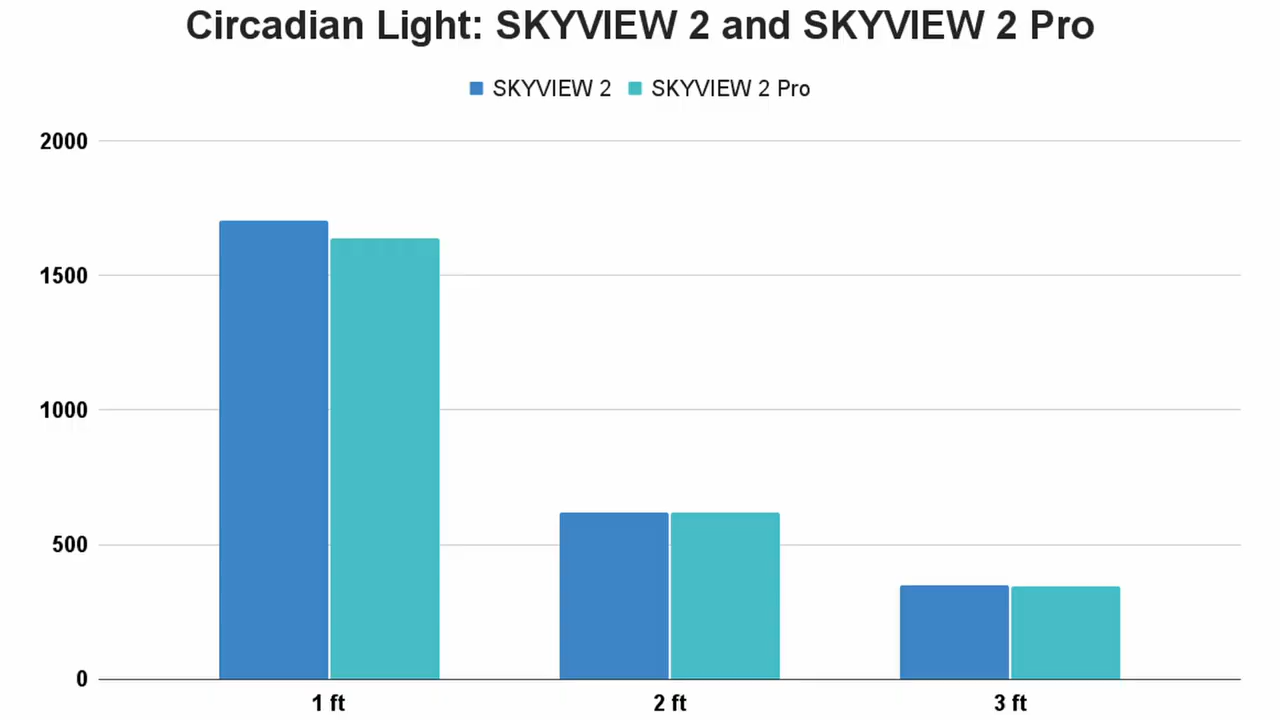 Circadian Light: SKYVIEW 2 and SKYVIEW 2 Pro
SKYVIEW 2 SKYVIEW 2 Pro
2000
1500
1000
500
0
1 ft 2 ft 3 ft